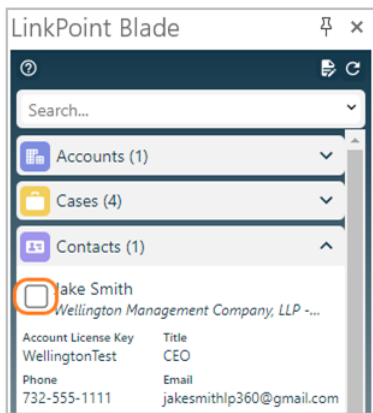 LinkPoint Blade
Search...
Accounts (1)
Cases (4)
Contacts (1)
Jake Smith
Wellington Management Company, LLP -...
Account License Key Title
WellingtonTest CEO
Phone Email
732-555-1111 jakesmithlp360@gmail.com